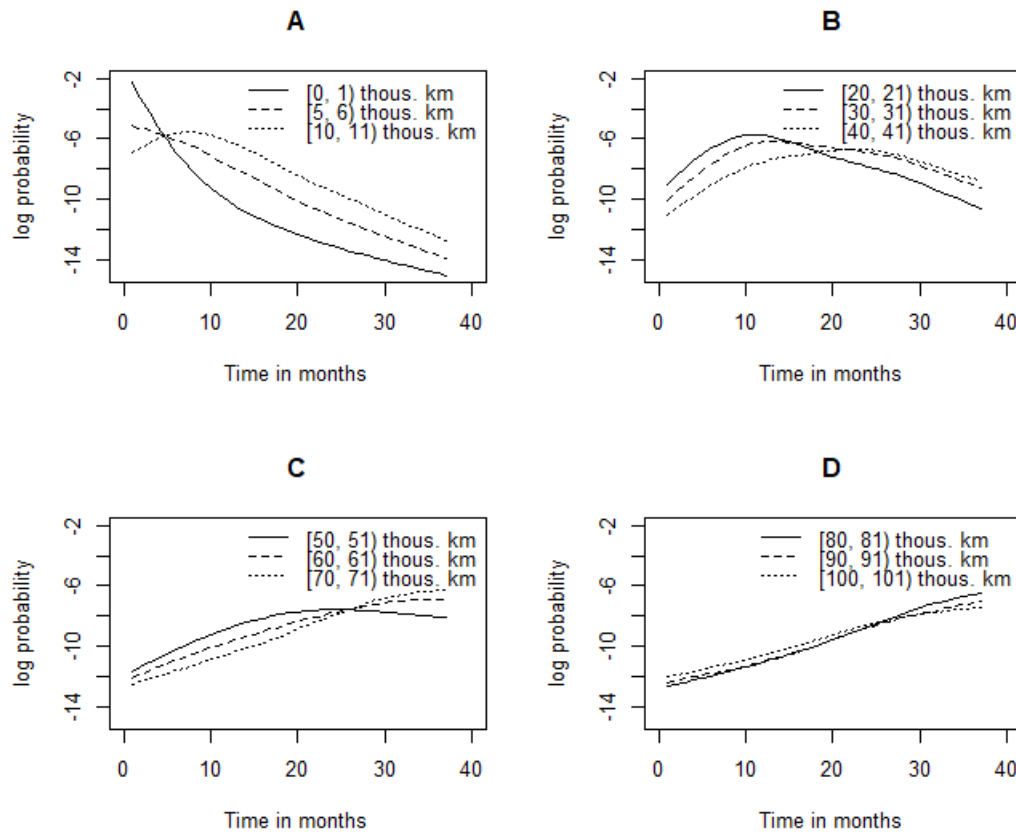 A
log probability
-2
-6
-10
-14
[0, 1) thous. km
[5, 6) thous. km
[10, 11) thous. km
0 10 20 30 40
Time in months
B
log probability
-2
-6
-10
-14
[20, 21) thous. km
[30, 31) thous. km
[40, 41) thous. km
0 10 20 30 40
Time in months
C
log probability
-2
-6
-10
-14
[50, 51) thous. km
[60, 61) thous. km
[70, 71) thous. km
0 10 20 30 40
Time in months
D
log probability
-2
-6
-10
-14
[80, 81) thous. km
[90, 91) thous. km
[100, 101) thous. km
0 10 20 30 40
Time in months